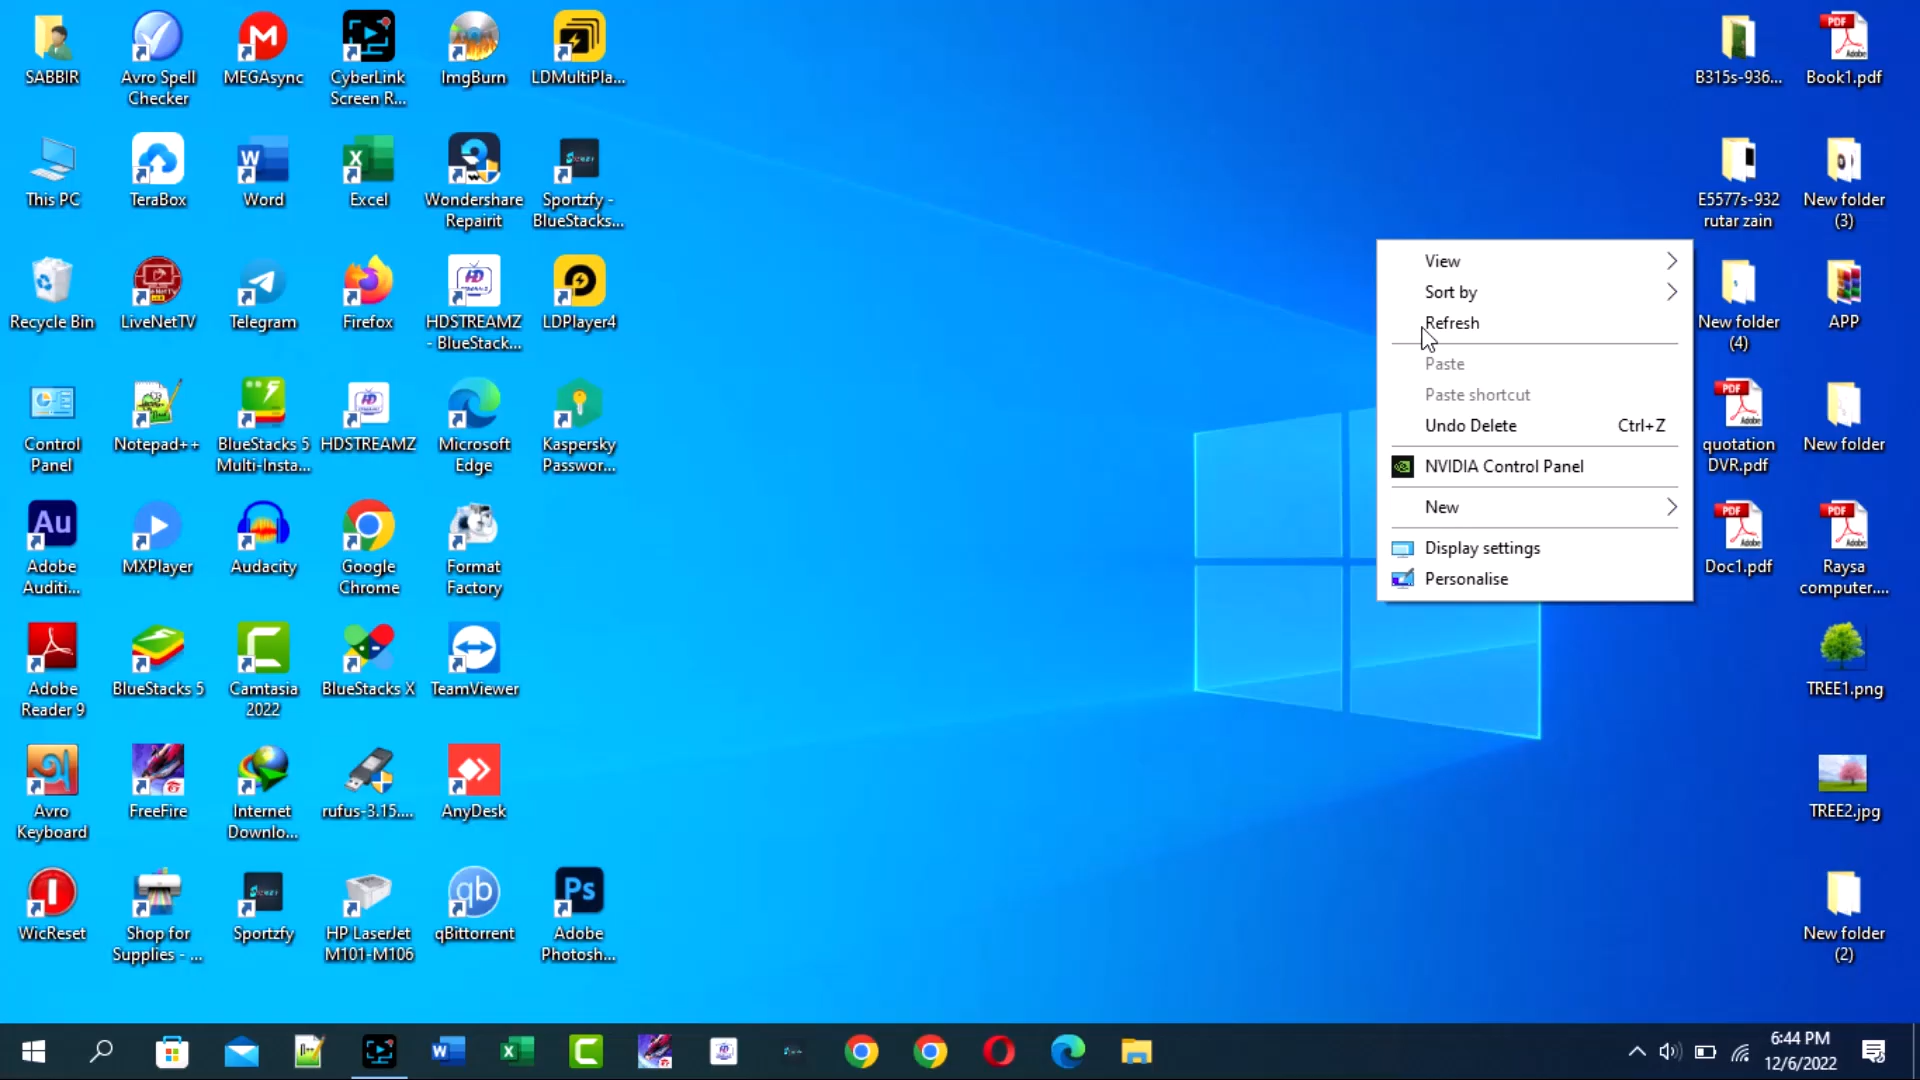 SABBIR
Avro Spell
Checker
MEGAsync
CyberLink
Screen R...
ImgBurn
LDMultiPla...
B315s-936...
Book1.pdf
This PC
TeraBox
Word
Excel
Wondershare
Repairit
Sportzfy -
BlueStacks...
E5577s-932
rutar zain
New folder
(3)
Recycle Bin
LiveNetTV
Telegram
Firefox
HDSTREAMZ
- BlueStack...
LDPlayer4
New folder
(4)
APP
Control
Panel
Notepad++
BlueStacks 5
Multi-Insta...
HDSTREAMZ
Microsoft
Edge
Kaspersky
Passwor...
quotation
DVR.pdf
New folder
Adobe
Auditi...
MXPlayer
Audacity
Google
Chrome
Format
Factory
Doc1.pdf
Raysa
computer....
Adobe
Reader 9
BlueStacks 5
Camtasia
2022
BlueStacks X
TeamViewer
TREE1.png
Avro
Keyboard
FreeFire
Internet
Downlo...
rufus-3.15....
AnyDesk
TREE2.jpg
WicReset
Shop for
Supplies - ...
Sportzfy
HP LaserJet
M101-M106
qBittorrent
Adobe
Photosh...
New folder
(2)
View
Sort by
Refresh
Paste
Paste shortcut
Undo Delete Ctrl+Z
NVIDIA Control Panel
New
Display settings
Personalise
6:44 PM
12/6/2022